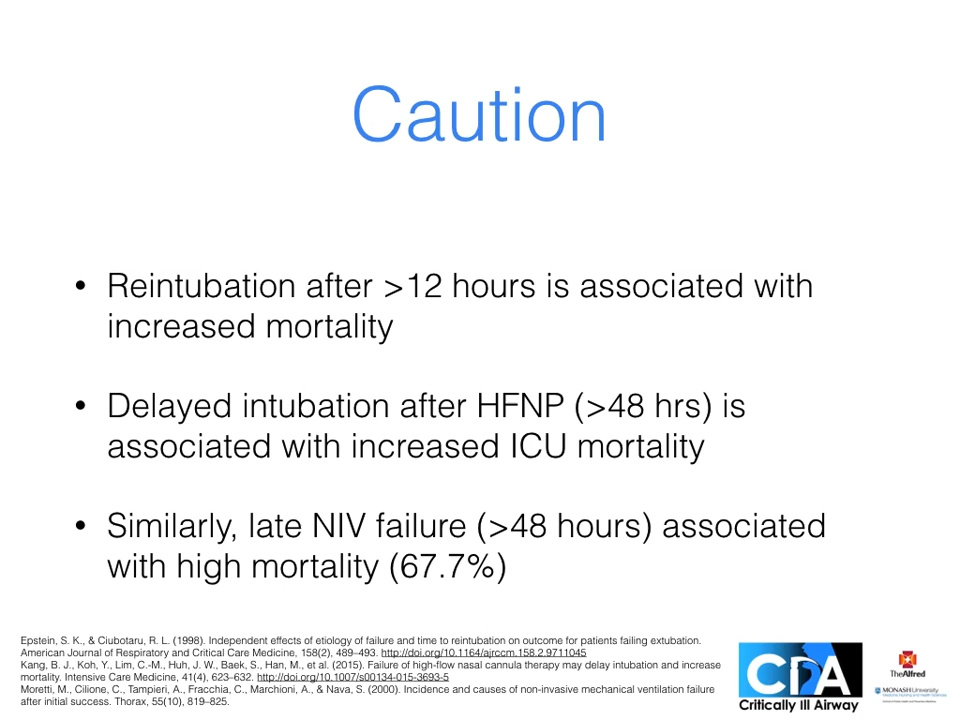 Caution
• Reintubation after >12 hours is associated with
increased mortality
• Delayed intubation after HFNP (>48 hrs) is
associated with increased ICU mortality
• Similarly, late NIV failure (>48 hours) associated
with high mortality (67.7%)
Epstein, S. K., & Ciubotaru, R. L. (1998). Independent effects of etiology of failure and time to reintubation on outcome for patients failing extubation.
American Journal of Respiratory and Critical Care Medicine, 158(2), 489–493. http://doi.org/10.1164/ajrccm.158.2.9711045
Kang, B. J., Koh, Y., Lim, C.-M., Huh, J. W., Baek, S., Han, M., et al. (2015). Failure of high-flow nasal cannula therapy may delay intubation and increase
mortality. Intensive Care Medicine, 41(4), 623–632. http://doi.org/10.1007/s00134-015-3693-5
Moretti, M., Cilione, C., Tampieri, A., Fracchia, C., Marchioni, A., & Nava, S. (2000). Incidence and causes of non-invasive mechanical ventilation failure
after initial success. Thorax, 55(10), 819–825.
CIA
Critically Ill Airway
TheAlfred
MONASH University